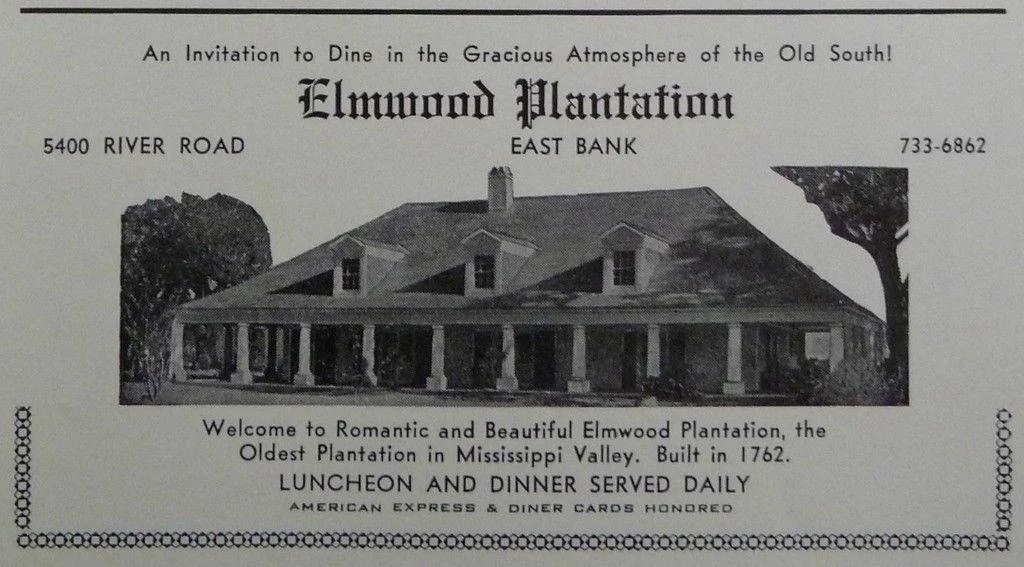 An Invitation to Dine in the Gracious Atmosphere of the Old South!
Elmwood Plantation
5400 RIVER ROAD EAST BANK 733-6862
Welcome to Romantic and Beautiful Elmwood Plantation, the
Oldest Plantation in Mississippi Valley. Built in 1762.
LUNCHEON AND DINNER SERVED DAILY
AMERICAN EXPRESS & DINER CARDS HONORED